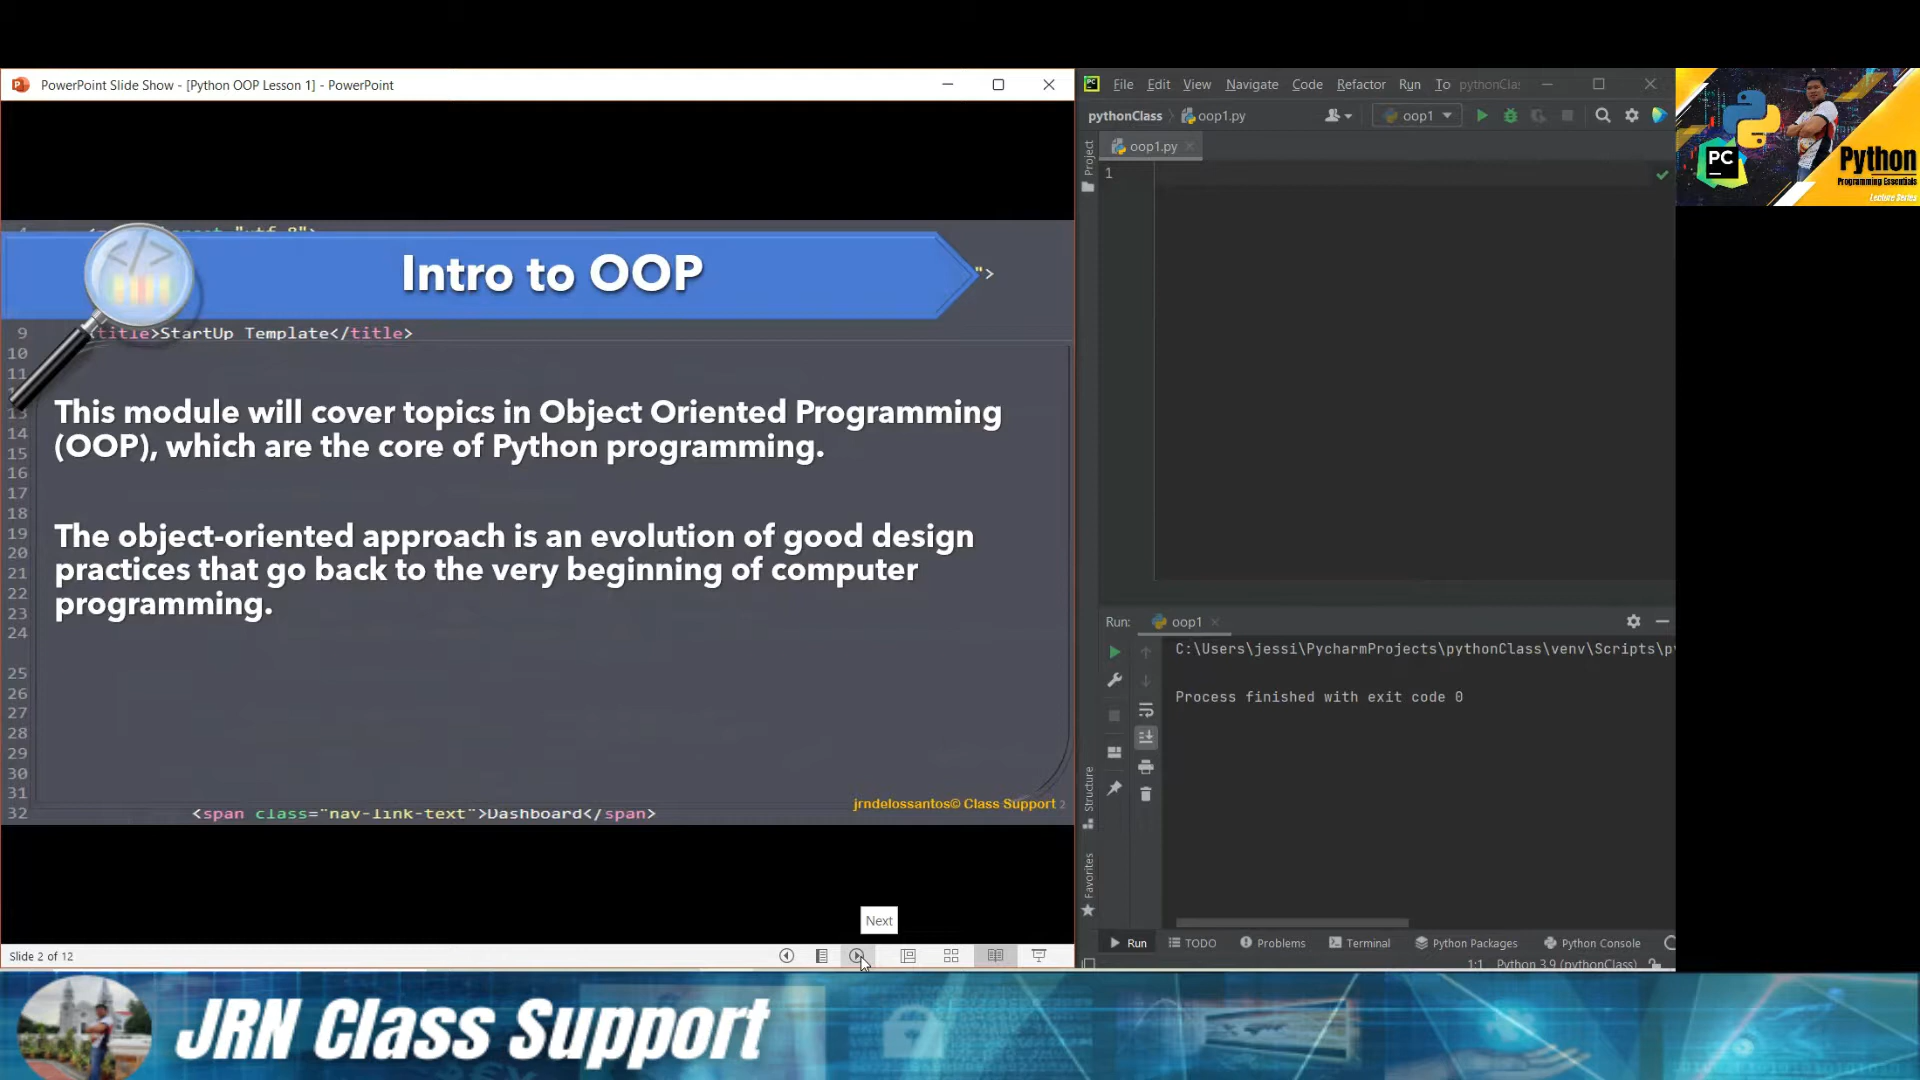 PowerPoint Slide Show - [Python OOP Lesson 1] - PowerPoint
Intro to OOP
">
9 <title>StartUp Template</title>
10
11
13
14
15
16
17
18
19
20
21
22
23
24
25
26
27
28
29
30
31
32 <span class="nav-link-text">Dashboard</span>
This module will cover topics in Object Oriented Programming
(OOP), which are the core of Python programming.
The object-oriented approach is an evolution of good design
practices that go back to the very beginning of computer
programming.
jrndelossantos© Class Support 2
Next
Slide 2 of 12
File Edit View Navigate Code Refactor Run To pythonClas
pythonClass oop1.py oop1
Project
oop1.py
1
Run: oop1
C:\Users\jessi\PycharmProjects\pythonClass\venv\Scripts\py
Process finished with exit code 0
Structure
Favorites
Run TODO Problems Terminal Python Packages Python Console
1:1 Python 3.9 (pythonClass)
PC
Python
Programming Essentials
Lecture Series
JRN Class Support